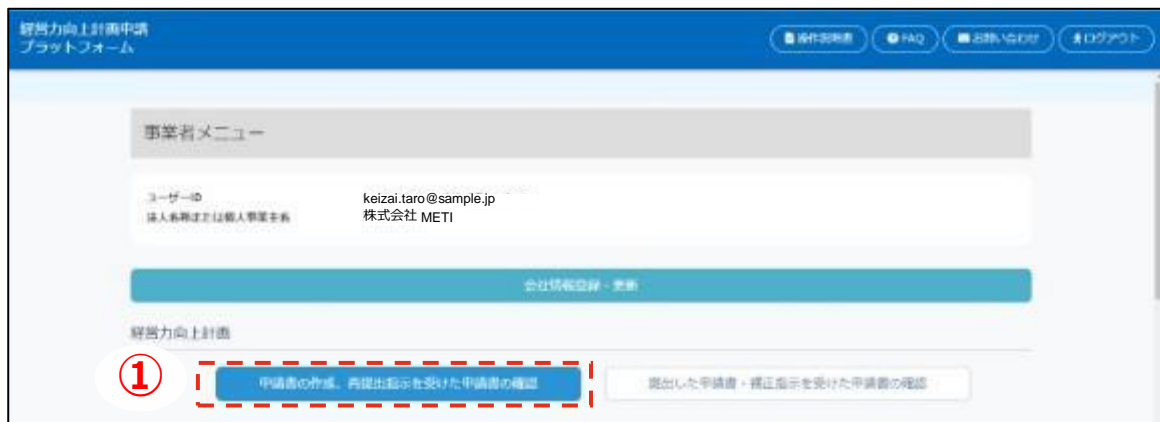 経営力向上計画申請
プラットフォーム
操作説明書
FAQ
お問い合わせ
ログアウト
事業者メニュー
ユーザーID
keizai.taro@sample.jp
法人名称または個人事業主名
株式会社 METI
会社情報登録・更新
経営力向上計画
①
申請書の作成、再提出指示を受けた申請書の確認
提出した申請書・補正指示を受けた申請書の確認